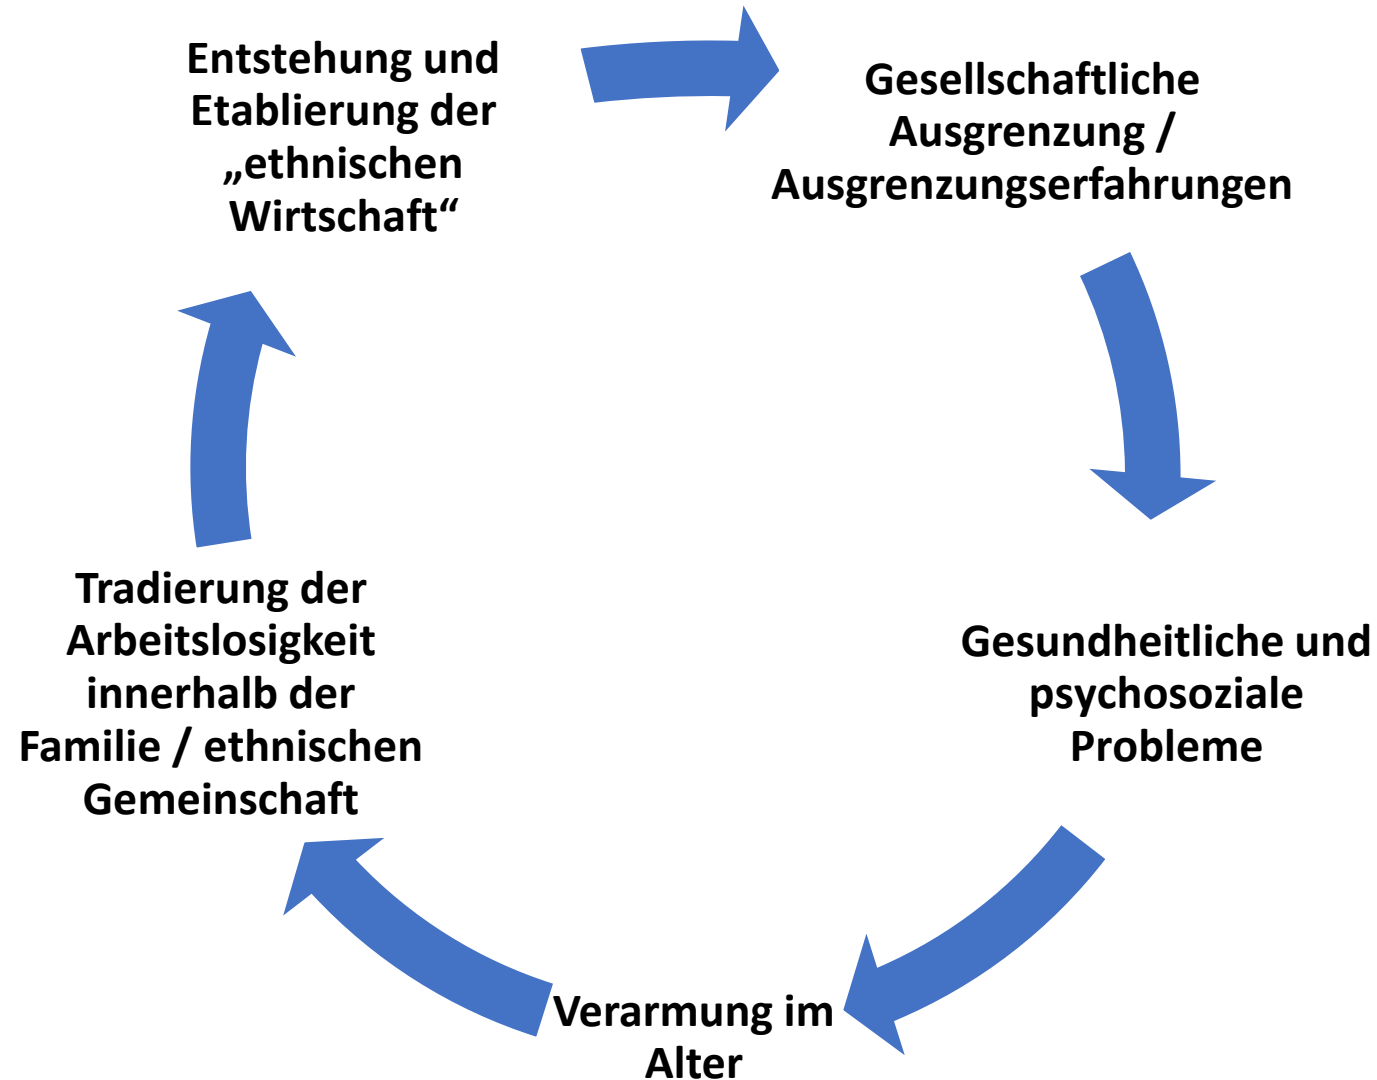 Entstehung und
Etablierung der
„ethnischen
Wirtschaft“
Gesellschaftliche
Ausgrenzung /
Ausgrenzungserfahrungen
Gesundheitliche und
psychosoziale
Probleme
Verarmung im
Alter
Tradierung der
Arbeitslosigkeit
innerhalb der
Familie / ethnischen
Gemeinschaft